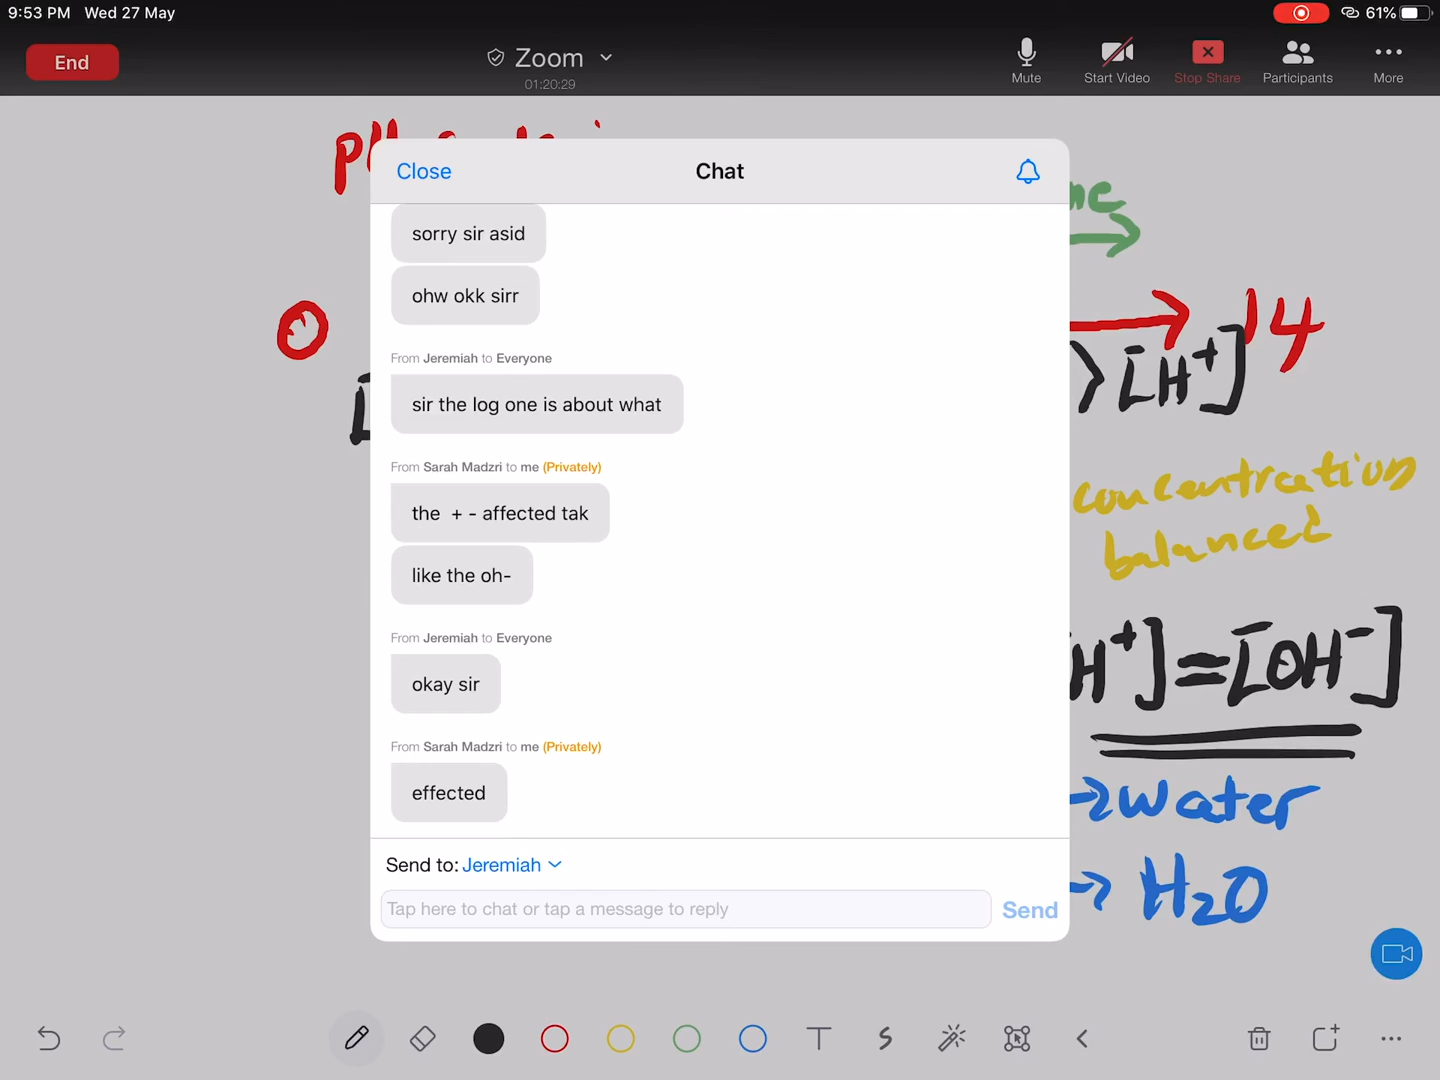 9:53 PM Wed 27 May
61%
End
Zoom
01:20:29
Mute
Start Video
Stop Share
Participants
More
Close
Chat
sorry sir asid
ohw okk sirr
From Jeremiah to Everyone
sir the log one is about what
From Sarah Madzri to me (Privately)
the + - affected tak
like the oh-
From Jeremiah to Everyone
okay sir
From Sarah Madzri to me (Privately)
effected
Send to: Jeremiah
Tap here to chat or tap a message to reply
Send
0
14
> [H⁺]
concentration
balanced
H⁺]=[OH⁻]
→ water
→ H₂O
T